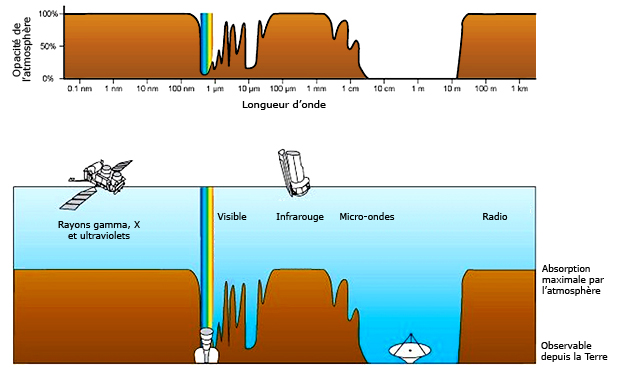 Opacité de
l'atmosphère
100%
50%
0%
0.1 nm 1 nm 10 nm 100 nm 1 µm 10 µm 100 µm 1 mm 1 cm 10 cm 1 m 10 m 100 m 1 km
Longueur d'onde
Rayons gamma, X
et ultraviolets
Visible
Infrarouge
Micro-ondes
Radio
Absorption
maximale par
l'atmosphère
Observable
depuis la Terre